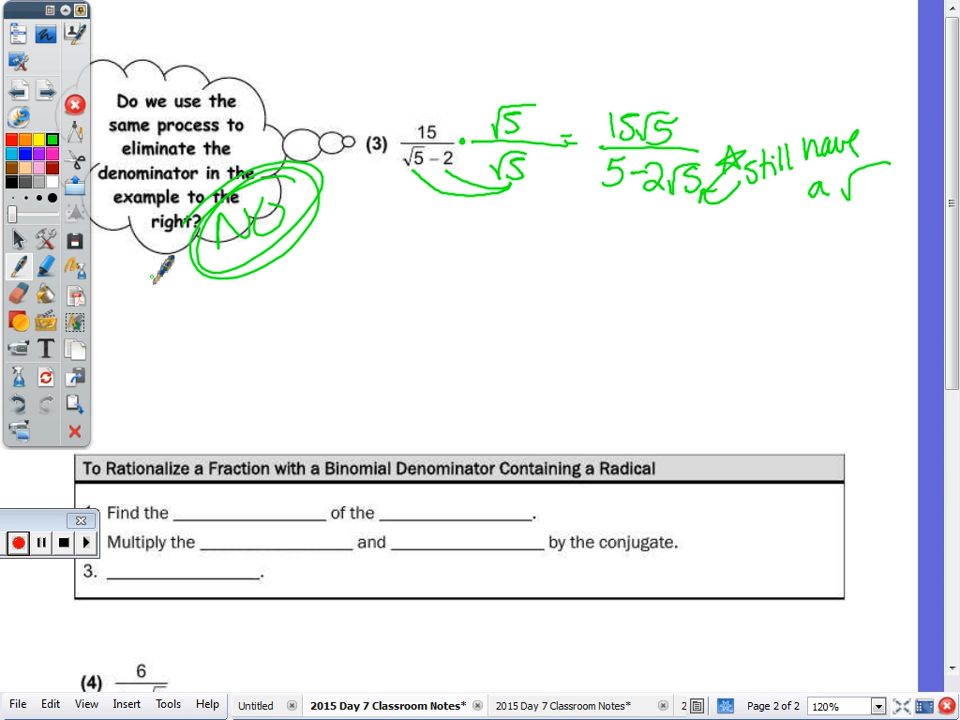 Do we use the
same process to
eliminate the
denominator in the
example to the
right?
NO
(3) 15 / √5 − 2 • √5 / √5 = 15√5 / 5 − 2√5 ☆ still have
a √
To Rationalize a Fraction with a Binomial Denominator Containing a Radical
Find the ________________ of the ________________.
Multiply the ________________ and ________________ by the conjugate.
3. ________________.
(4) 6
File Edit View Insert Tools Help Untitled 2015 Day 7 Classroom Notes* 2015 Day 7 Classroom Notes* 2 Page 2 of 2 120%